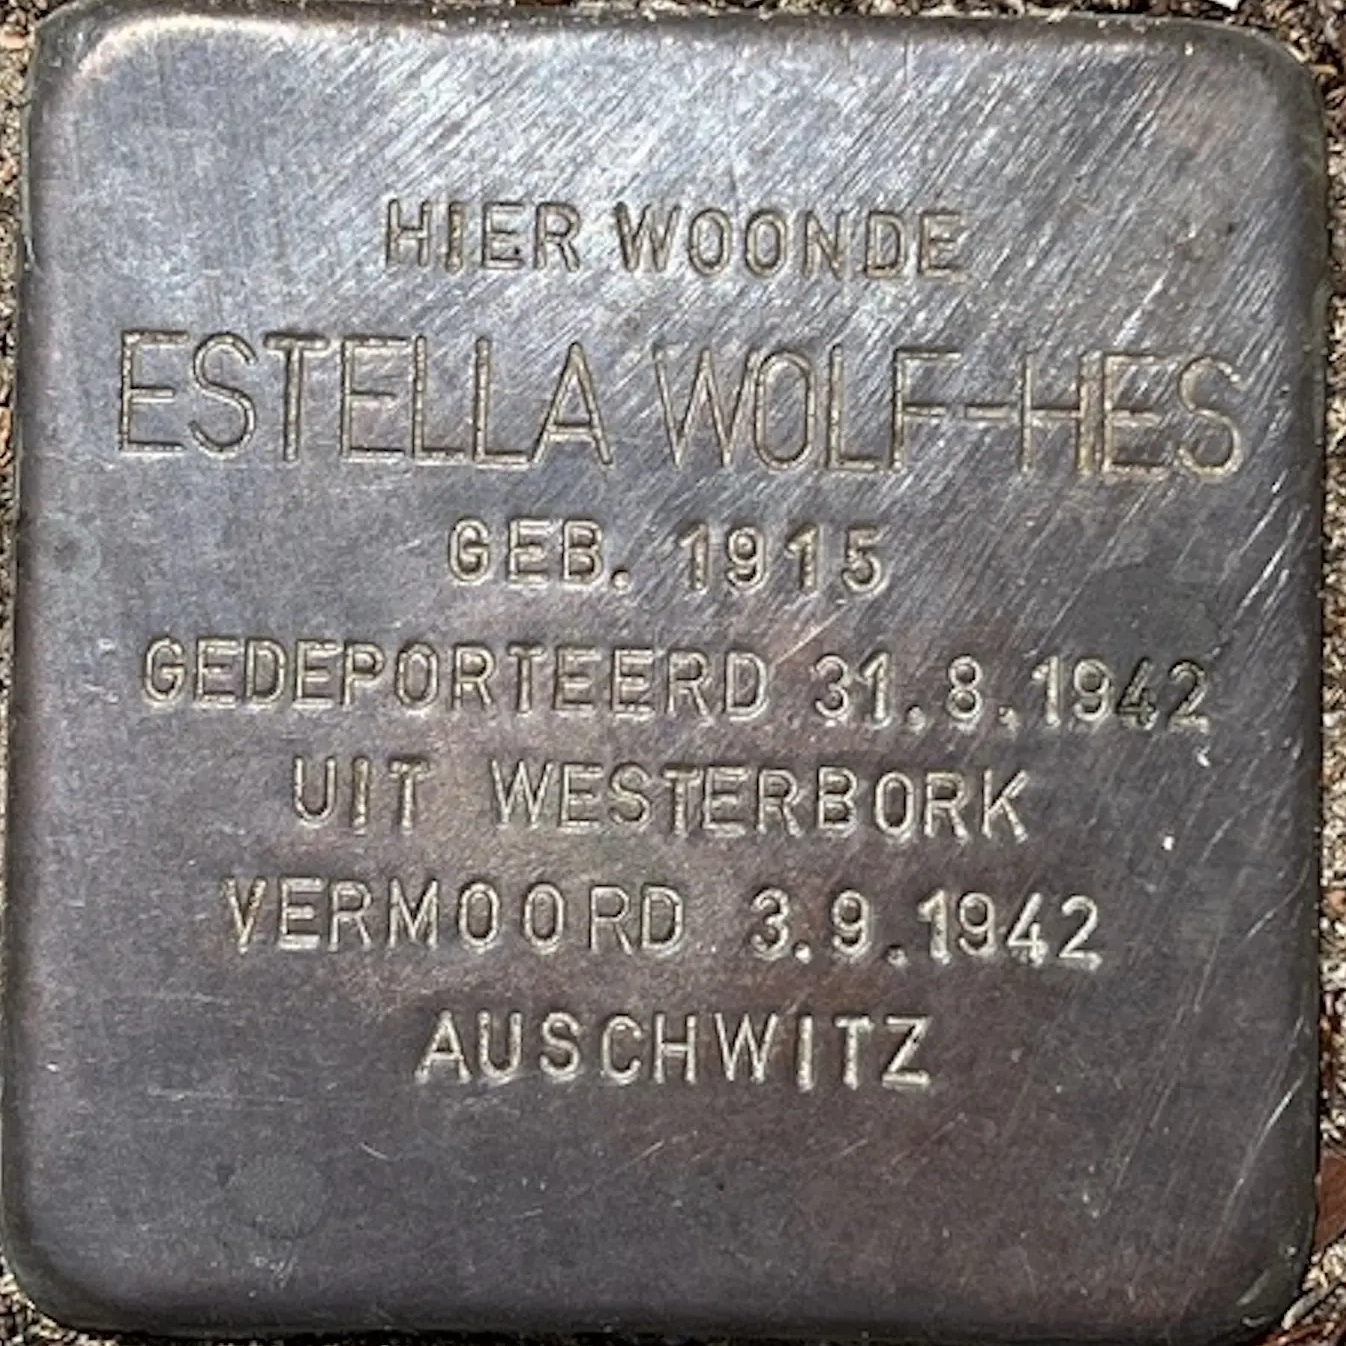 HIER WOONDE
ESTELLA WOLF-HES
GEB. 1915
GEDEPORTEERD 31.8.1942
UIT WESTERBORK
VERMOORD 3.9.1942
AUSCHWITZ